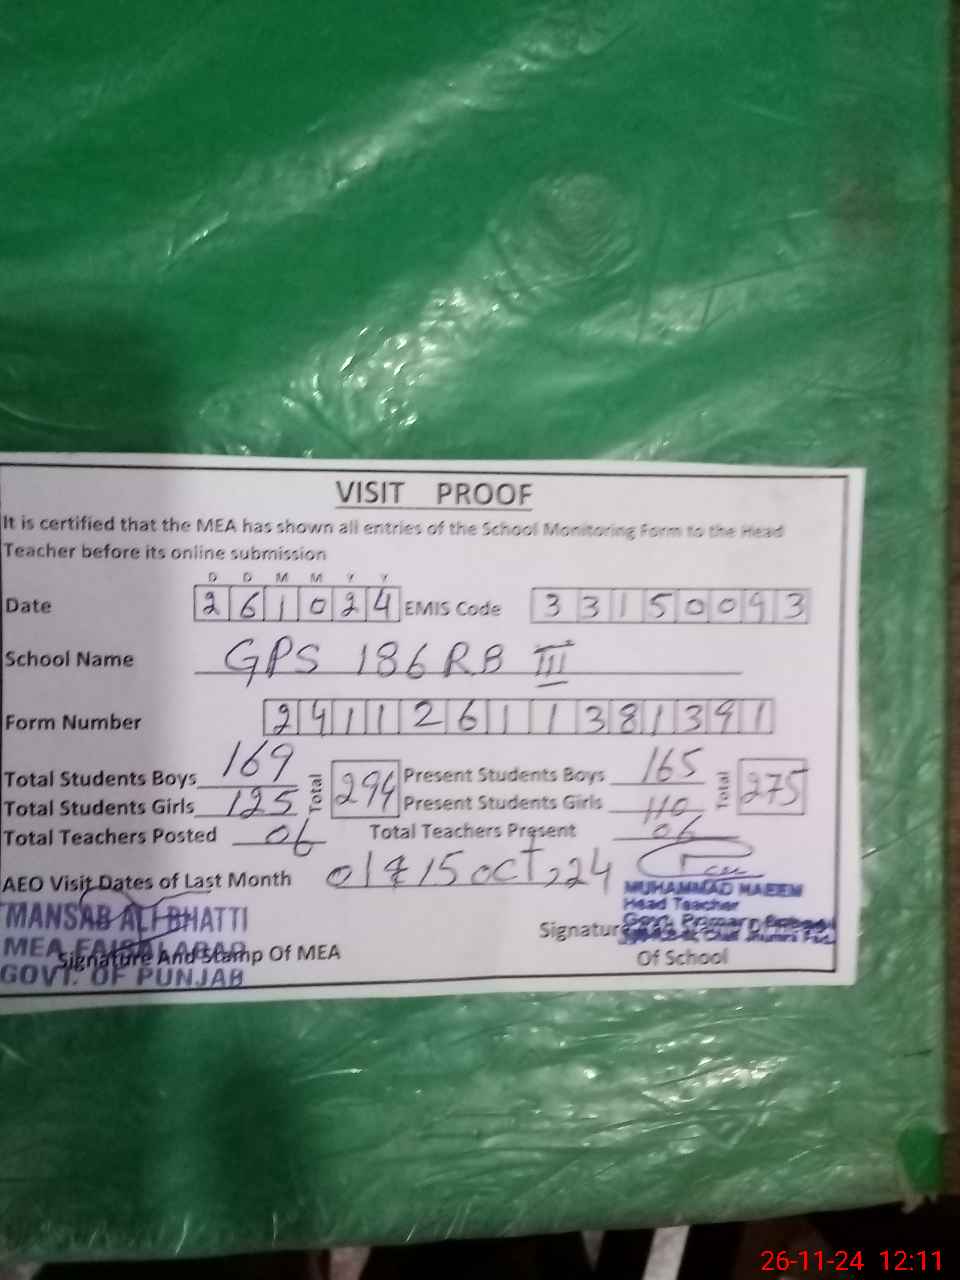 VISIT PROOF
It is certified that the MEA has shown all entries of the School Monitoring Form to the Head
Teacher before its online submission
D D M M Y Y
Date 261024 EMIS Code 33150093
School Name GPS 186 RB III
Form Number 24112611381391
Total Students Boys 169 Total 294 Present Students Boys 165 Total 275
Total Students Girls 125 Present Students Girls 110
Total Teachers Posted 06 Total Teachers Present 06
AEO Visit Dates of Last Month 01 & 15 oct, 24
MUHAMMAD NAEEM
Head Teacher
MANSAB ALI BHATTI
Govt. Primary School
MEA FAISALABAD
Signature And Stamp Of MEA Signature
GOVT. OF PUNJAB
Of School
26-11-24 12:11